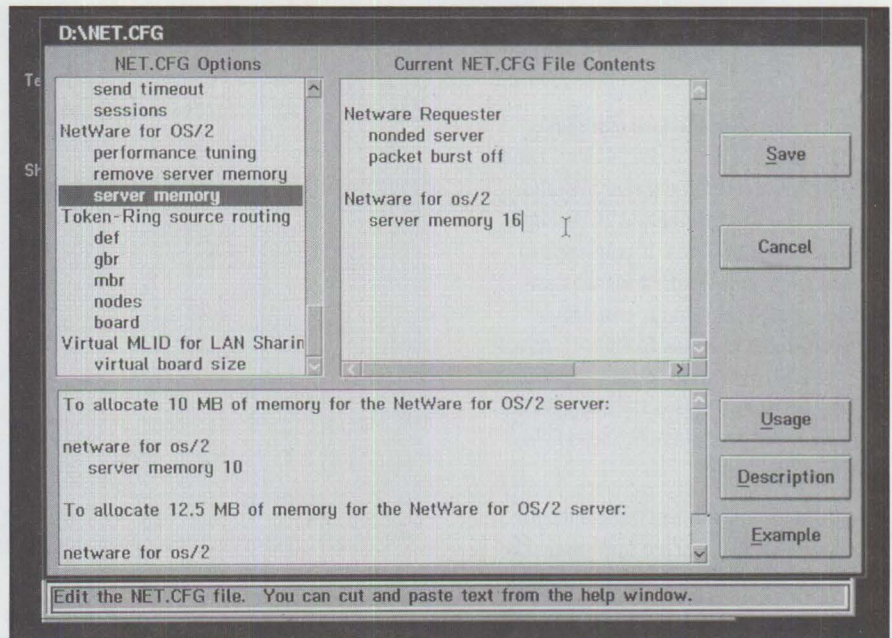 D:\NET.CFG
NET.CFG Options
send timeout
sessions
NetWare for OS/2
performance tuning
remove server memory
server memory
Token-Ring source routing
def
gbr
mbr
nodes
board
Virtual MLID for LAN Sharin
virtual board size
Current NET.CFG File Contents
Netware Requester
nonded server
packet burst off
Netware for os/2
server memory 16
Save
Cancel
To allocate 10 MB of memory for the NetWare for OS/2 server:
netware for os/2
server memory 10
To allocate 12.5 MB of memory for the NetWare for OS/2 server:
netware for os/2
Usage
Description
Example
Edit the NET.CFG file. You can cut and paste text from the help window.
Te
Sh